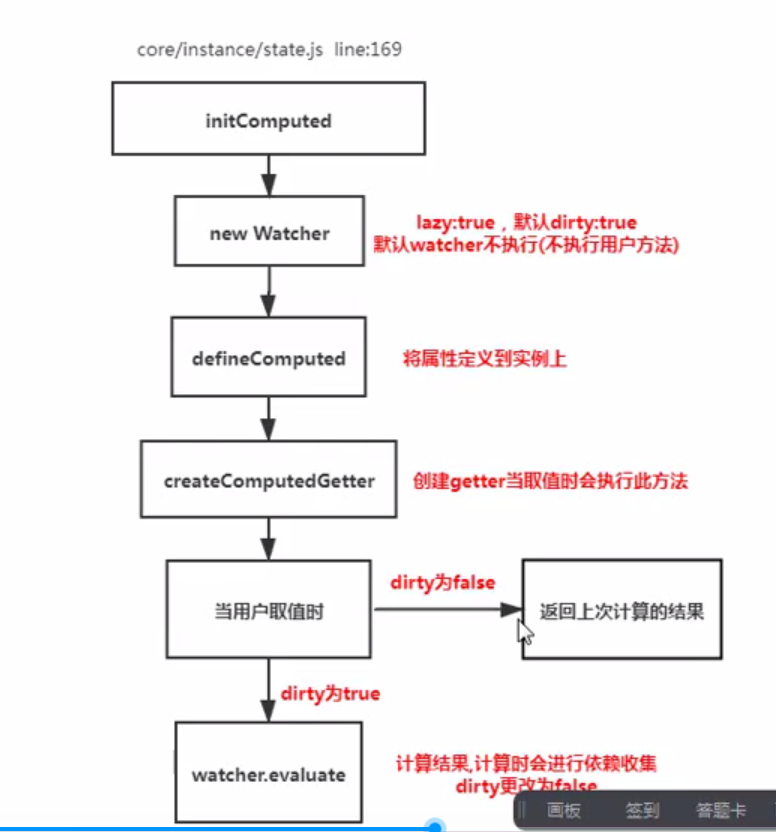 core/instance/state.js line:169
initComputed
new Watcher
lazy:true，默认dirty:true
默认watcher不执行(不执行用户方法)
defineComputed
将属性定义到实例上
createComputedGetter
创建getter当取值时会执行此方法
当用户取值时
dirty为false
返回上次计算的结果
dirty为true
watcher.evaluate
计算结果,计算时会进行依赖收集
dirty更改为false
画板 签到 答题卡